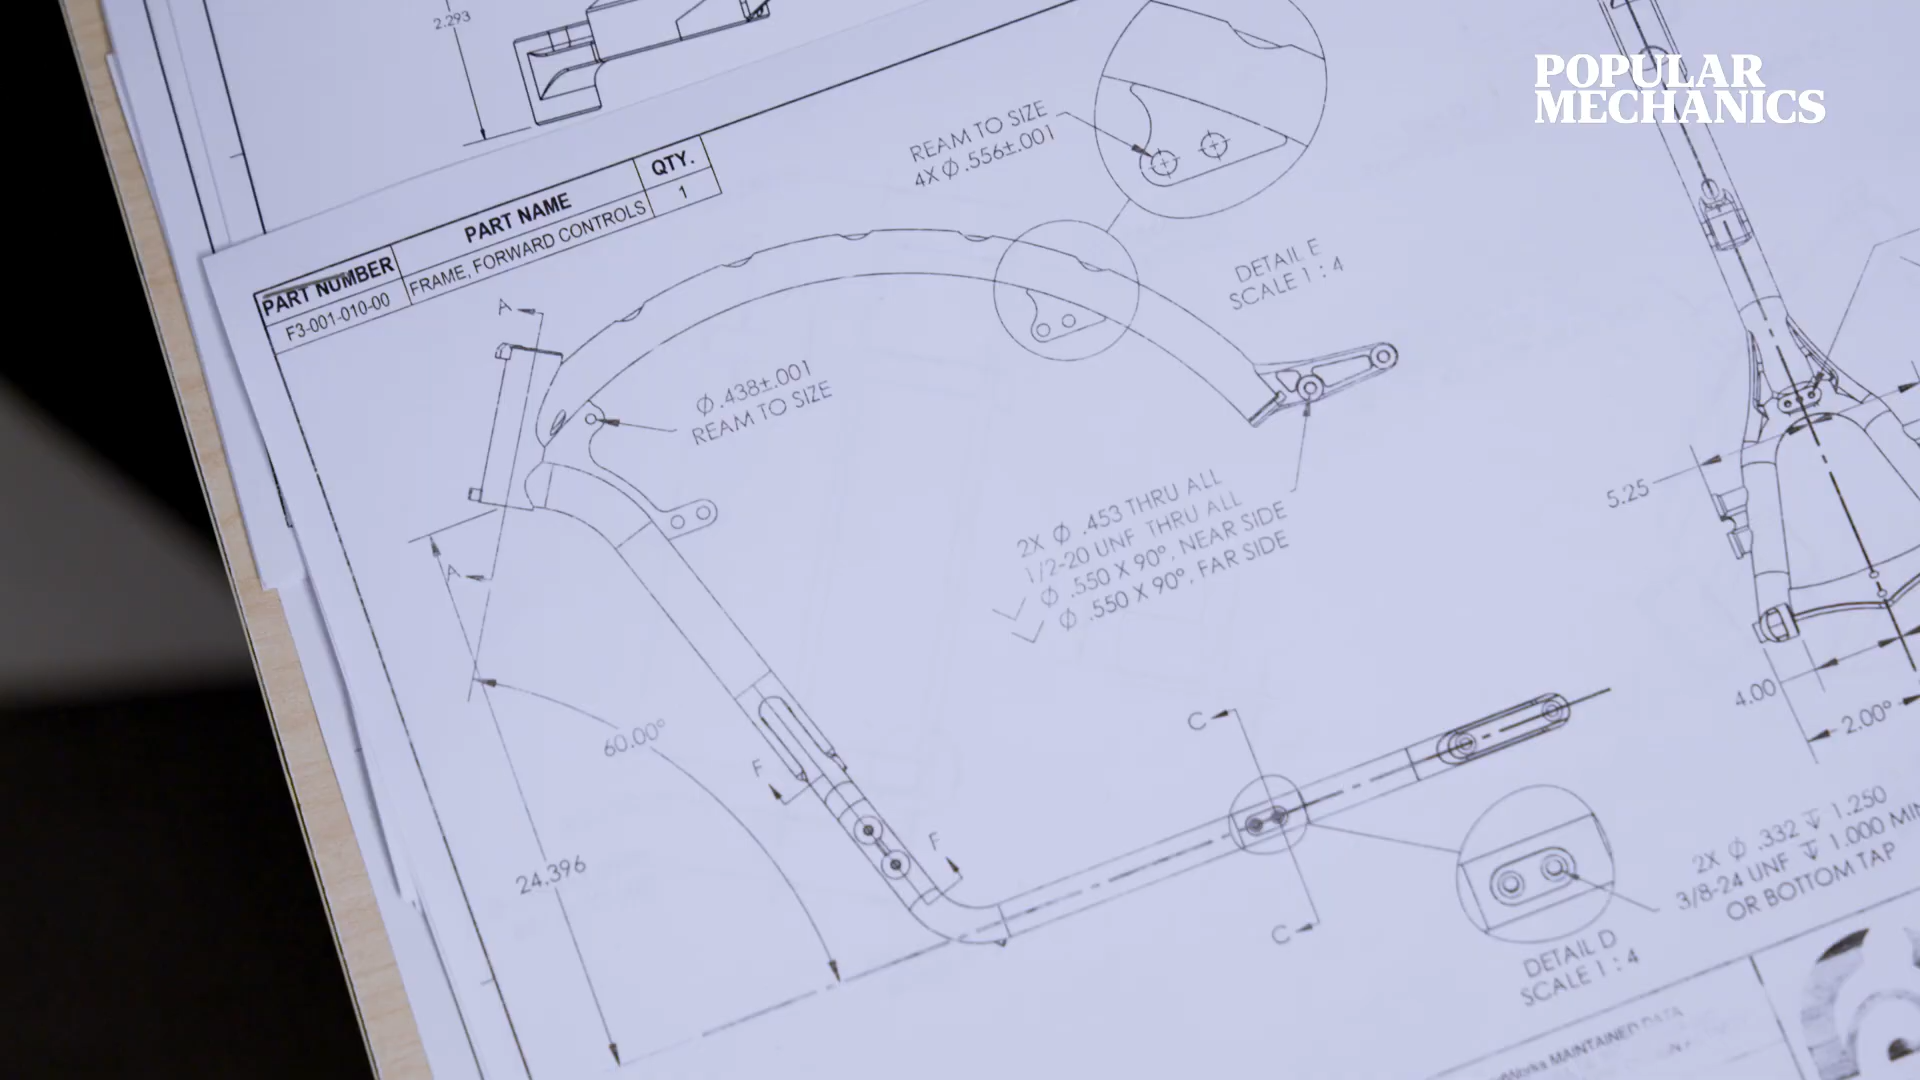 2.293
POPULAR
MECHANICS
PART NUMBER
PART NAME
QTY.
F3-001-010-00
FRAME, FORWARD CONTROLS
1
REAM TO SIZE
4X Ø .556±.001
DETAIL E
SCALE 1 : 4
A
Ø.438±.001
REAM TO SIZE
2X Ø .453 THRU ALL
1/2-20 UNF THRU ALL
Ø .550 X 90°, NEAR SIDE
Ø .550 X 90°, FAR SIDE
A
5.25
4.00
2.00°
60.00°
F
F
C
C
24.396
2X Ø .332 ↧ 1.250
3/8-24 UNF ↧ 1.000 MIN
OR BOTTOM TAP
DETAIL D
SCALE 1 : 4
MAINTAINED DATA